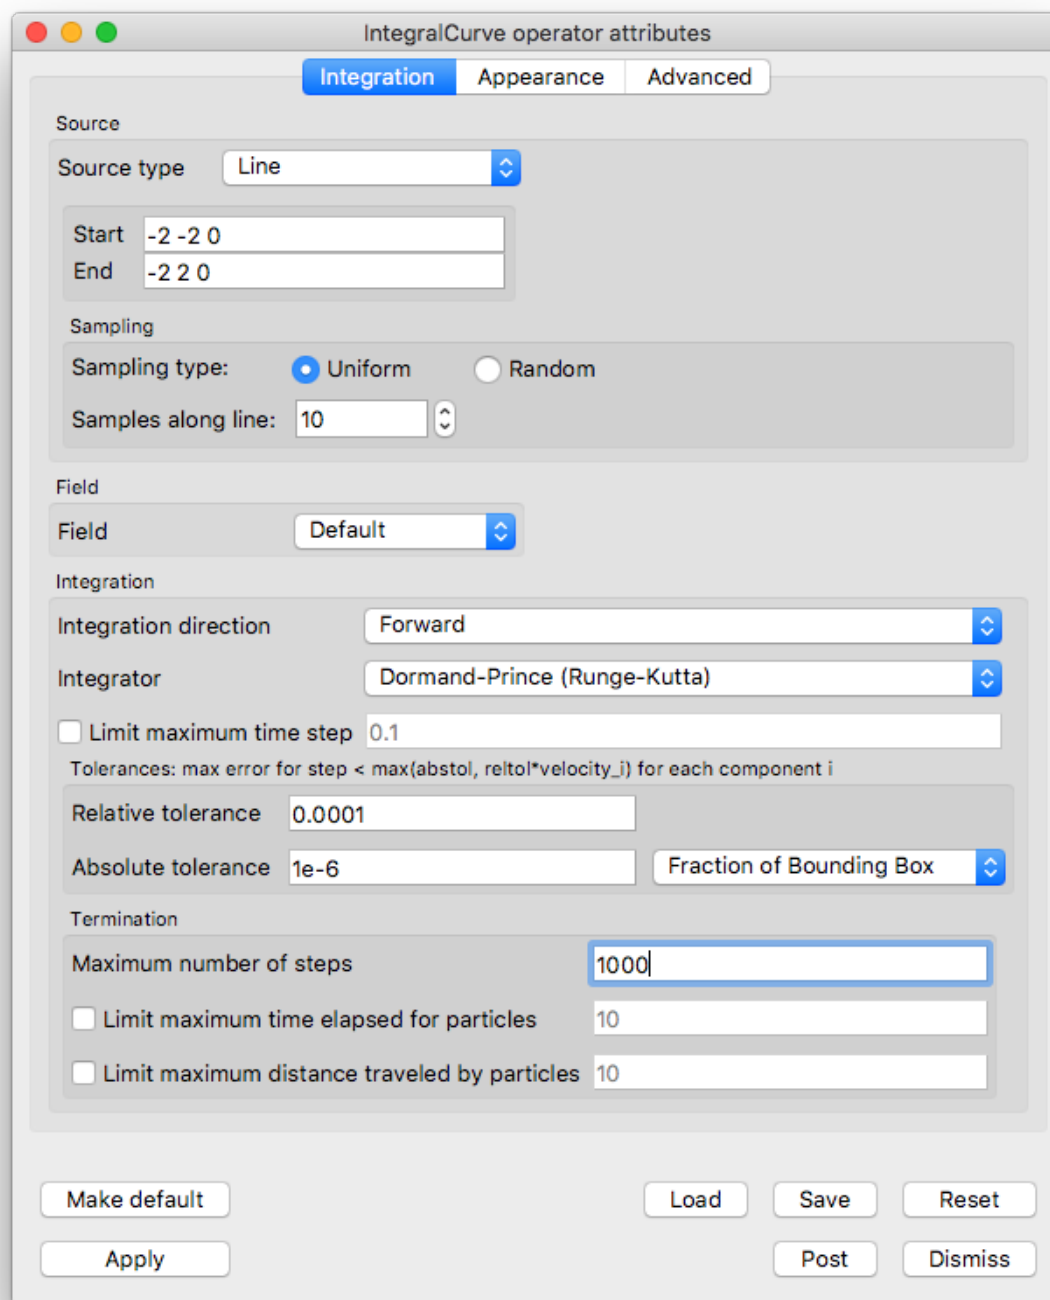 IntegralCurve operator attributes
Integration Appearance Advanced
Source
Source type Line
Start -2 -2 0
End -2 2 0
Sampling
Sampling type: Uniform Random
Samples along line: 10
Field
Field Default
Integration
Integration direction Forward
Integrator Dormand-Prince (Runge-Kutta)
Limit maximum time step 0.1
Tolerances: max error for step < max(abstol, reltol*velocity_i) for each component i
Relative tolerance 0.0001
Absolute tolerance 1e-6 Fraction of Bounding Box
Termination
Maximum number of steps 1000
Limit maximum time elapsed for particles 10
Limit maximum distance traveled by particles 10
Make default Load Save Reset
Apply Post Dismiss